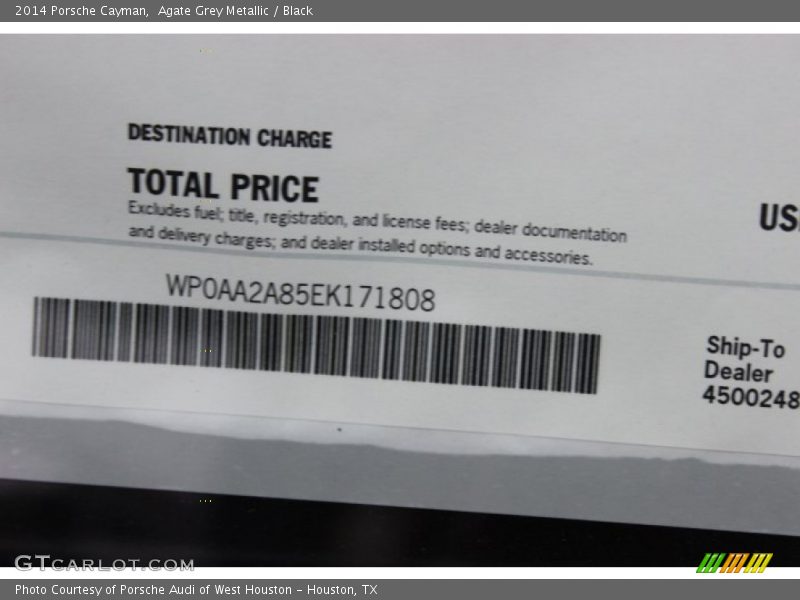 2014 Porsche Cayman,  Agate Grey Metallic / Black
DESTINATION CHARGE
TOTAL PRICE
Excludes fuel; title, registration, and license fees; dealer documentation
and delivery charges; and dealer installed options and accessories.
US
WP0AA2A85EK171808
Ship-To
Dealer
4500248
GTCARLOT.COM
Photo Courtesy of Porsche Audi of West Houston – Houston, TX